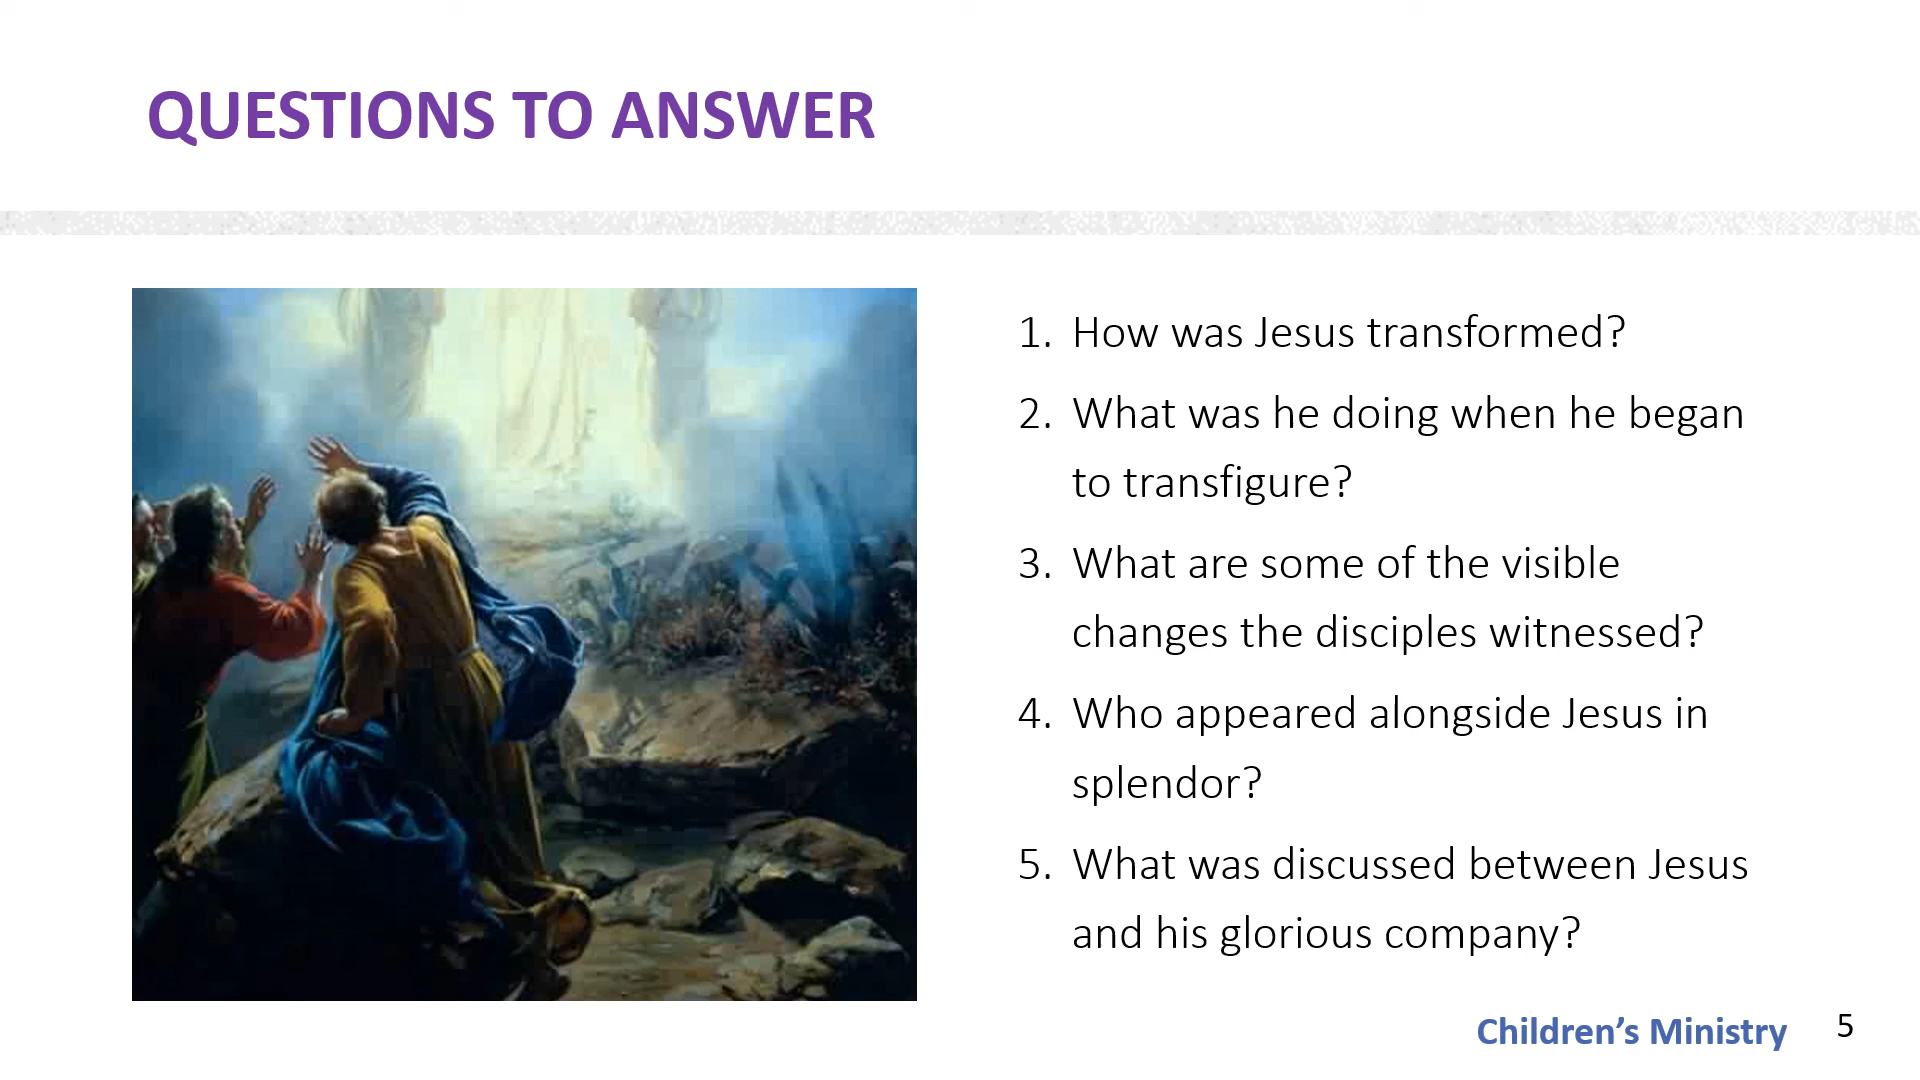 QUESTIONS TO ANSWER
1. How was Jesus transformed?
2. What was he doing when he began
to transfigure?
3. What are some of the visible
changes the disciples witnessed?
4. Who appeared alongside Jesus in
splendor?
5. What was discussed between Jesus
and his glorious company?
Children’s Ministry 5